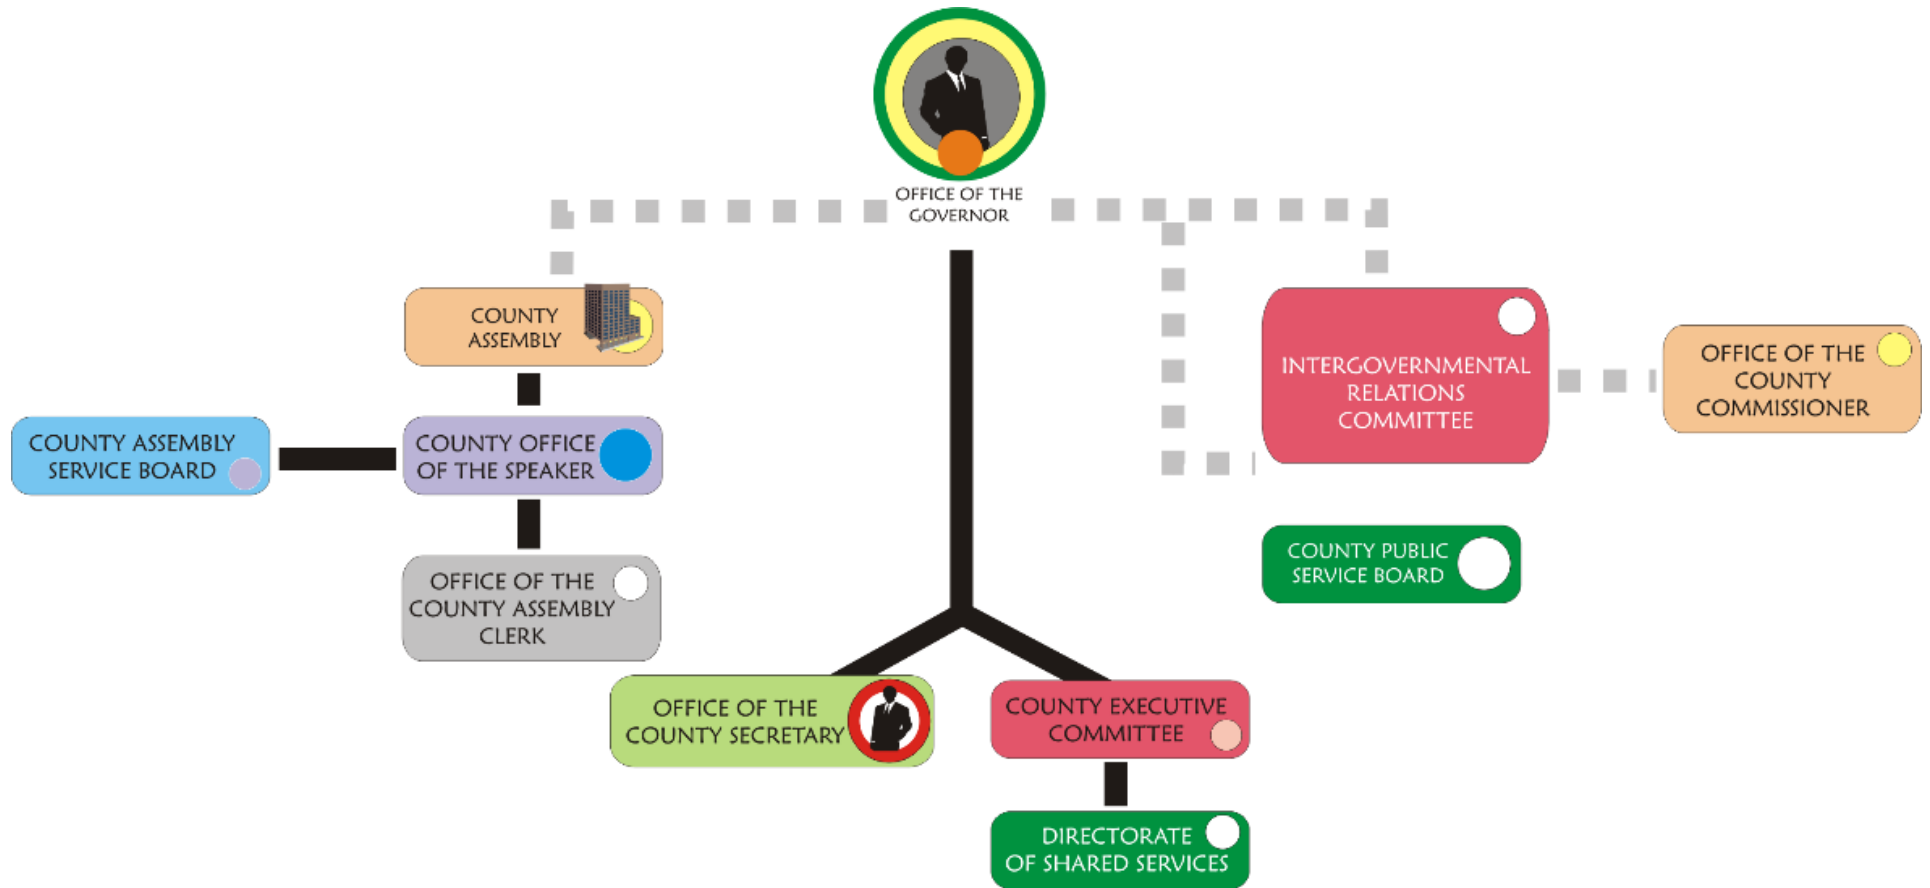 OFFICE OF THE
GOVERNOR
COUNTY
ASSEMBLY
INTERGOVERNMENTAL
RELATIONS
COMMITTEE
OFFICE OF THE
COUNTY
COMMISSIONER
COUNTY ASSEMBLY
SERVICE BOARD
COUNTY OFFICE
OF THE SPEAKER
COUNTY PUBLIC
SERVICE BOARD
OFFICE OF THE
COUNTY ASSEMBLY
CLERK
OFFICE OF THE
COUNTY SECRETARY
COUNTY EXECUTIVE
COMMITTEE
DIRECTORATE
OF SHARED SERVICES